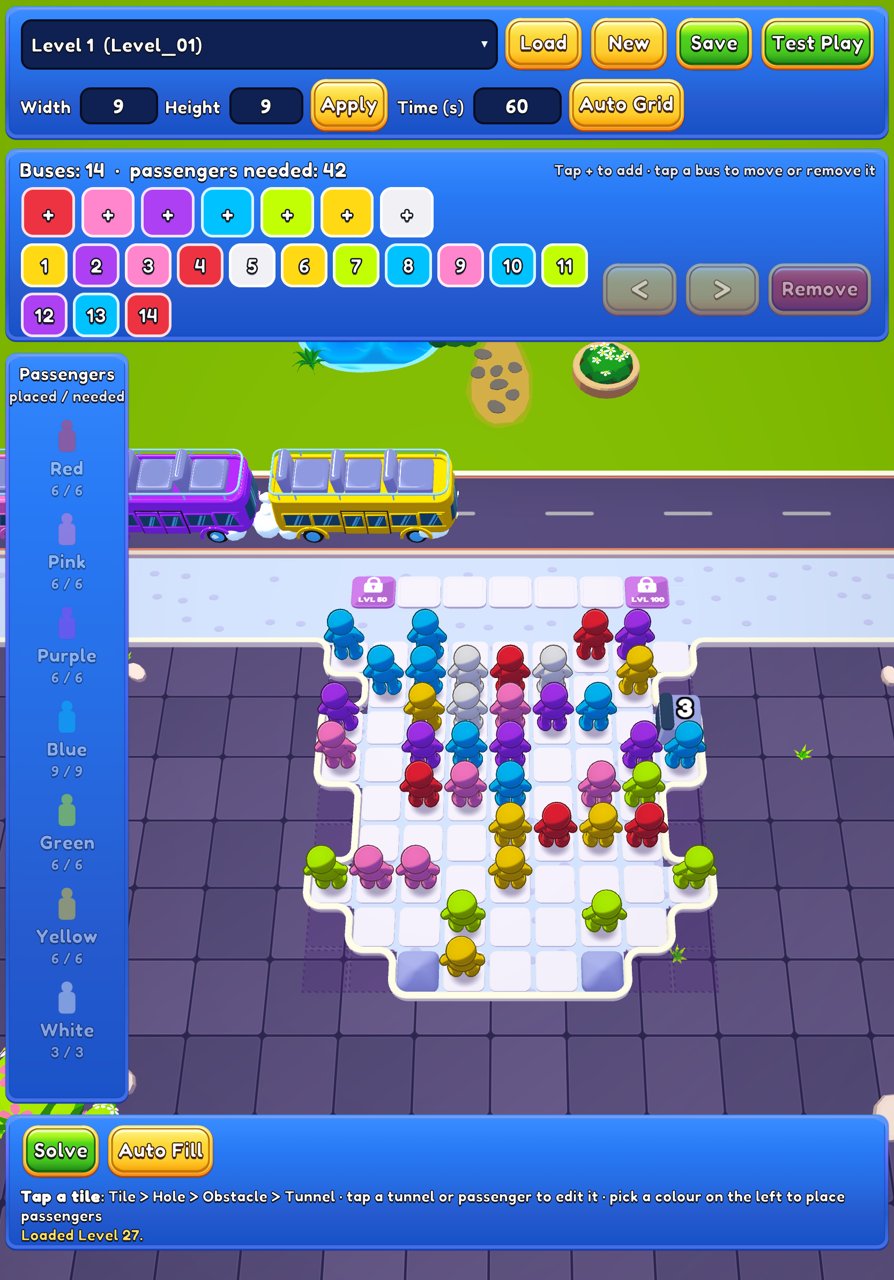 Level 1 (Level_01)
Load
New
Save
Test Play
Width
9
Height
9
Apply
Time (s)
60
Auto Grid
Buses: 14 · passengers needed: 42
Tap + to add · tap a bus to move or remove it
+ + + + + + +
1 2 3 4 5 6 7 8 9 10 11
< > Remove
12 13 14
Passengers
placed / needed
Red
6 / 6
Pink
6 / 6
Purple
6 / 6
Blue
9 / 9
Green
6 / 6
Yellow
6 / 6
White
3 / 3
LVL 50
LVL 100
3
Solve
Auto Fill
Tap a tile: Tile > Hole > Obstacle > Tunnel · tap a tunnel or passenger to edit it · pick a colour on the left to place
passengers
Loaded Level 27.